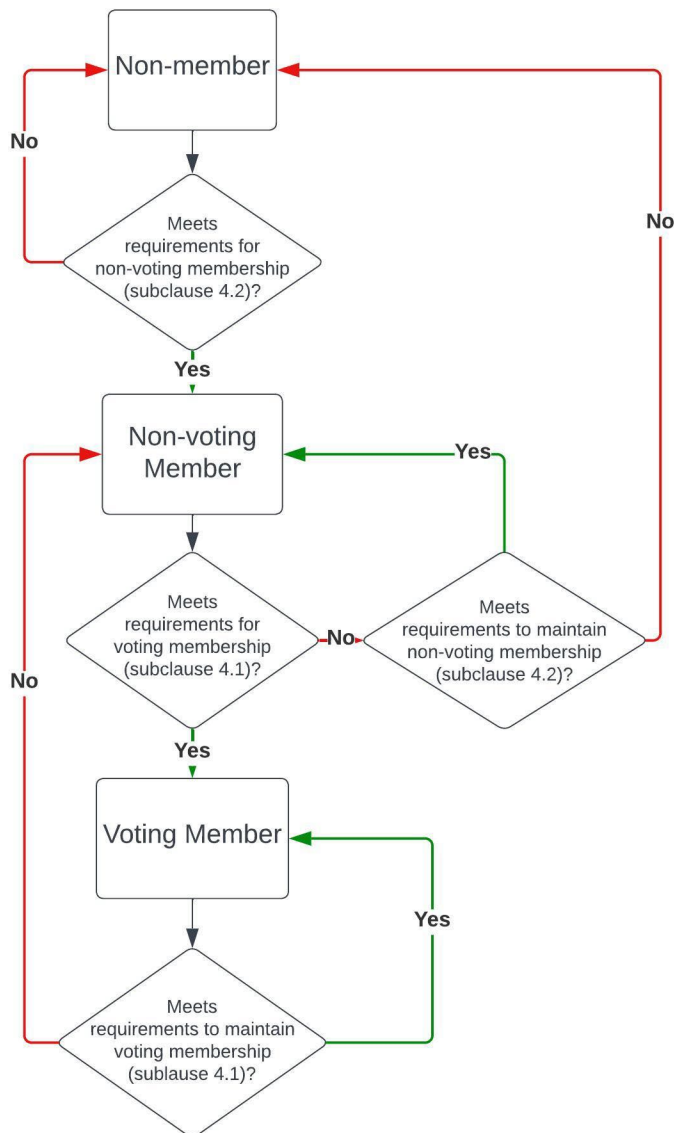 Non-member
No
No
Meets
requirements for
non-voting membership
(subclause 4.2)?
Yes
Non-voting
Member
Yes
Meets
requirements for
voting membership
(subclause 4.1)?
No
Meets
requirements to maintain
non-voting membership
(subclause 4.2)?
No
Yes
Voting Member
Yes
Meets
requirements to maintain
voting membership
(sublause 4.1)?